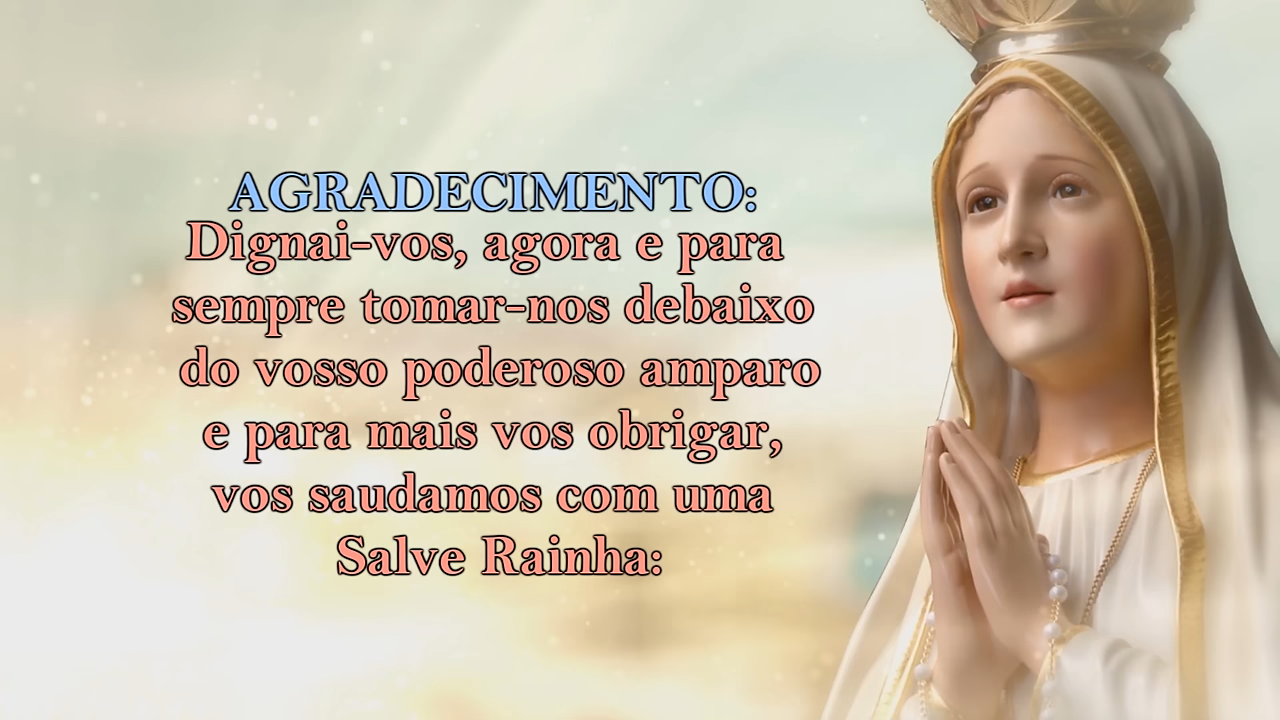 AGRADECIMENTO:
Dignai-vos, agora e para
sempre tomar-nos debaixo
do vosso poderoso amparo
e para mais vos obrigar,
vos saudamos com uma
Salve Rainha: